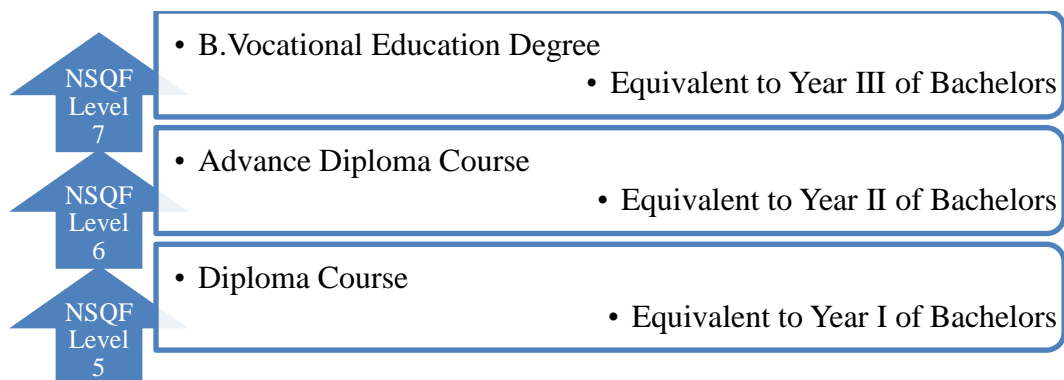 NSQF
Level
7
• B.Vocational Education Degree
• Equivalent to Year III of Bachelors
NSQF
Level
6
• Advance Diploma Course
• Equivalent to Year II of Bachelors
NSQF
Level
5
• Diploma Course
• Equivalent to Year I of Bachelors